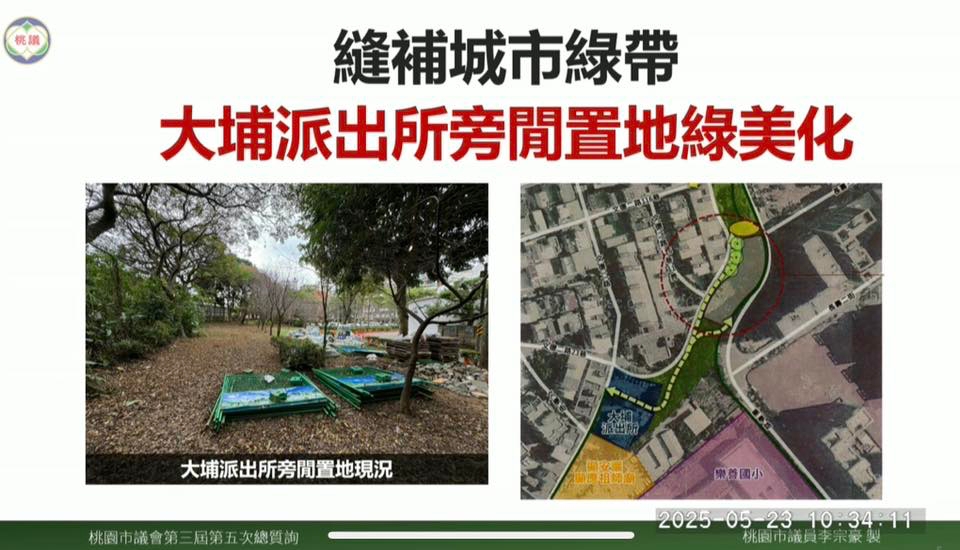 桃議
縫補城市綠帶
大埔派出所旁閒置地綠美化
大埔派出所旁閒置地現況
大埔
派出所
樂善國小
2025-05-23 10:34:11
桃園市議會第三屆第五次總質詢
桃園市議員李宗豪 製